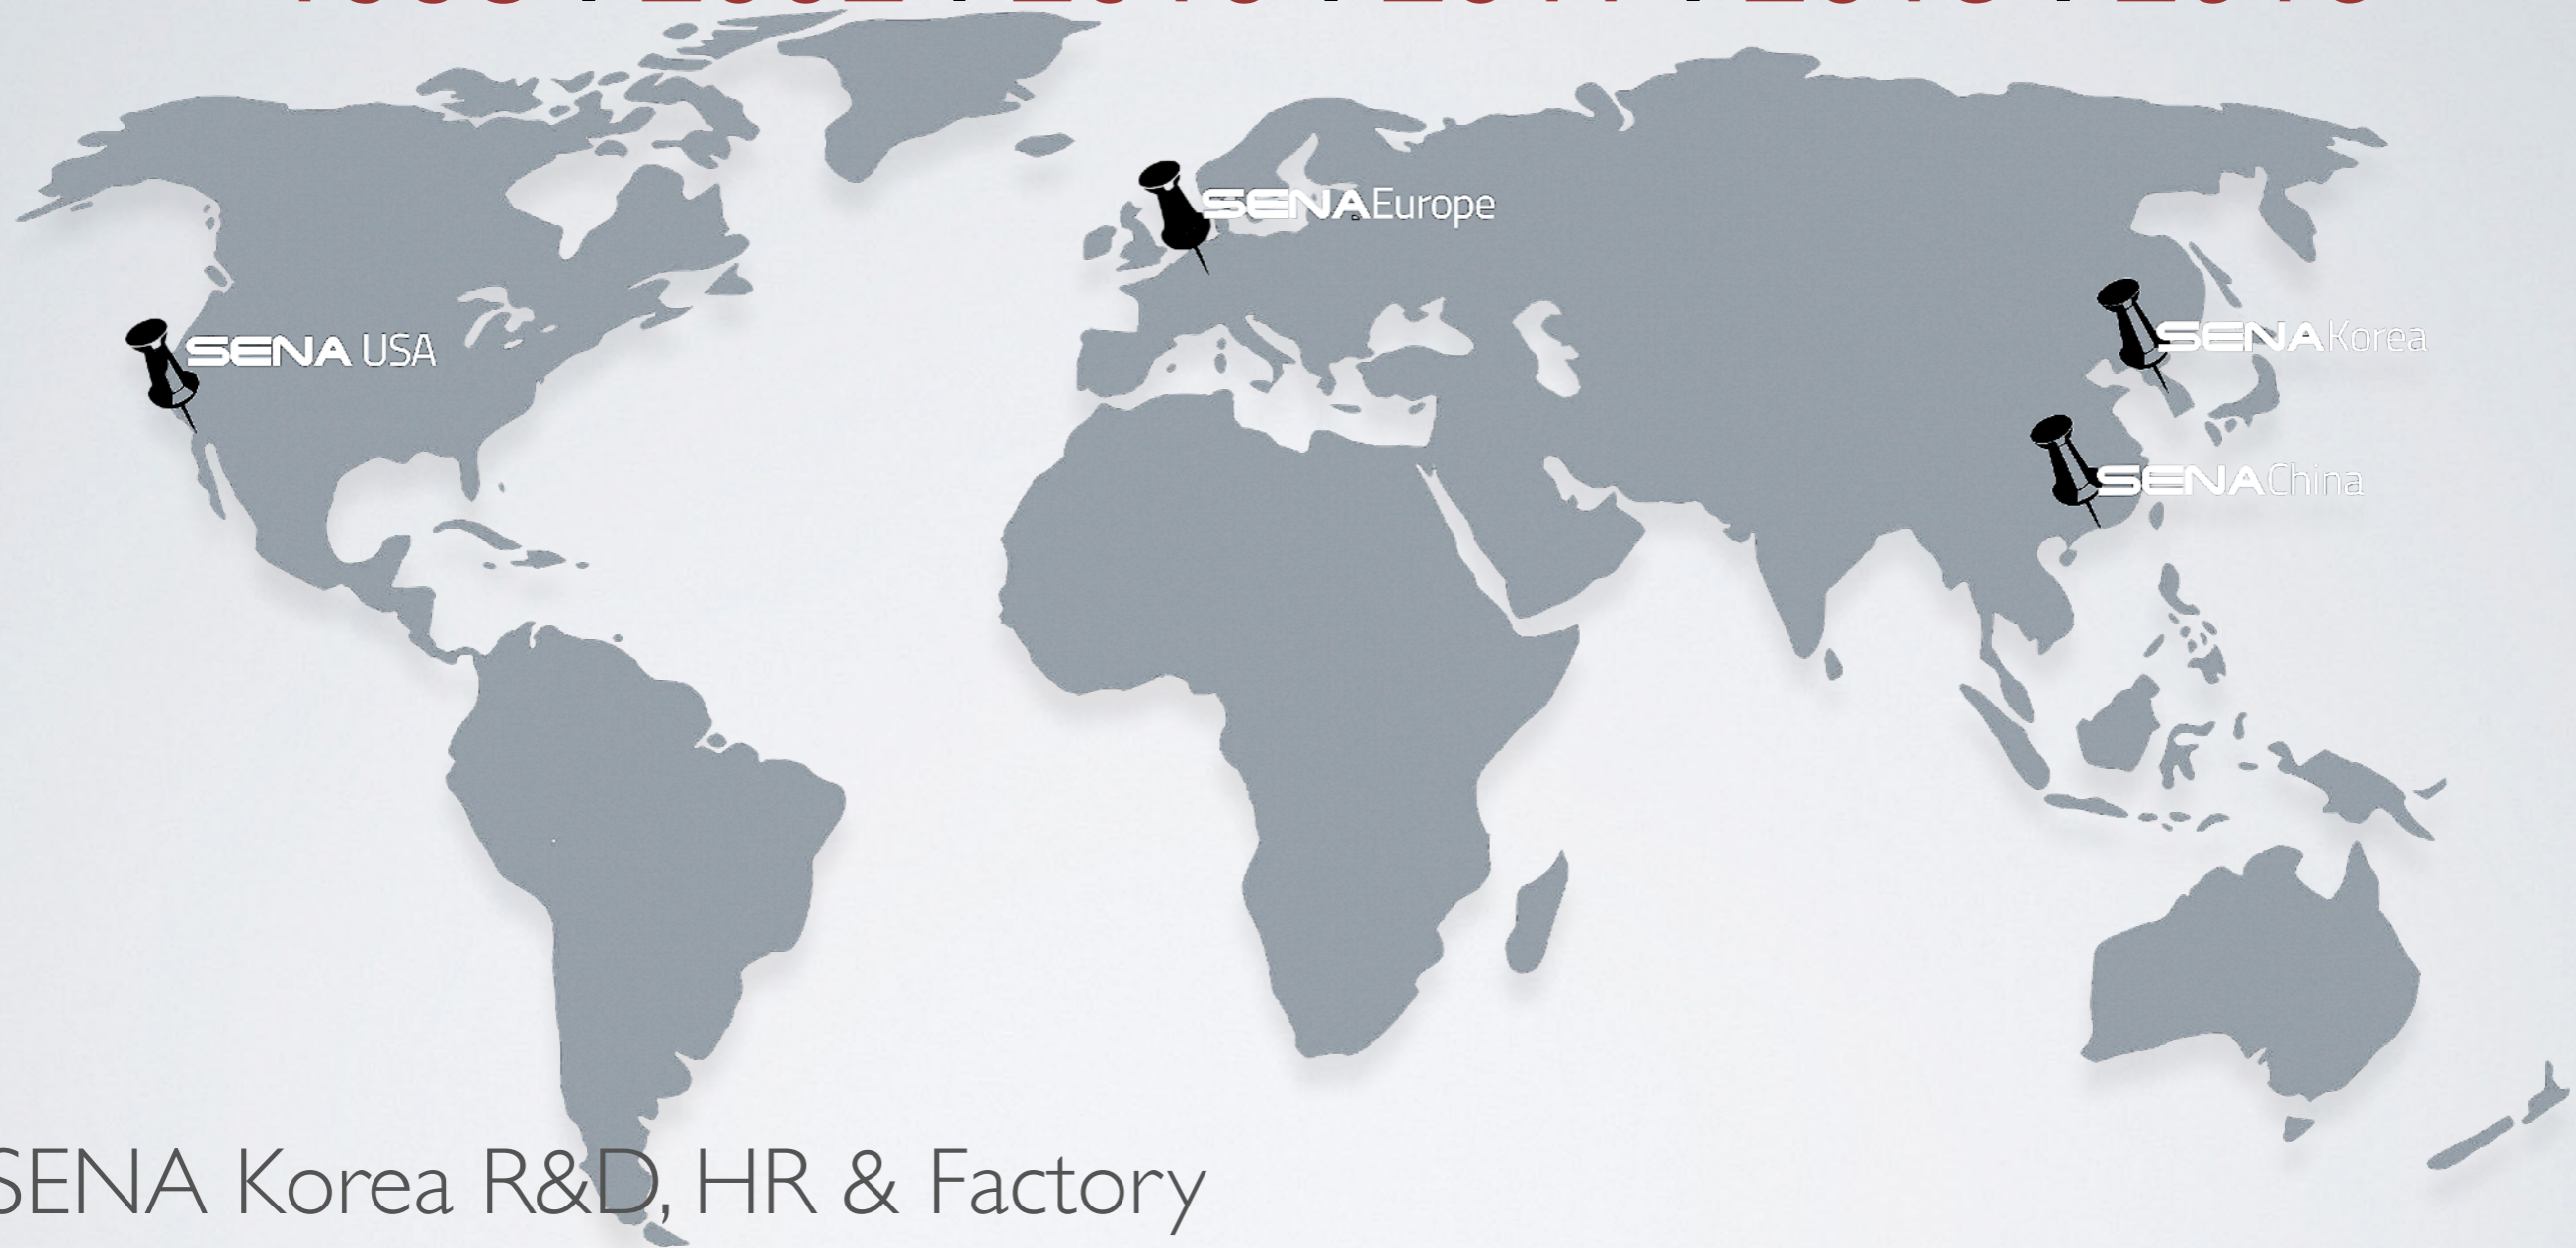 SENA Europe
SENA USA
SENA Korea
SENA China
SENA Korea R&D, HR & Factory